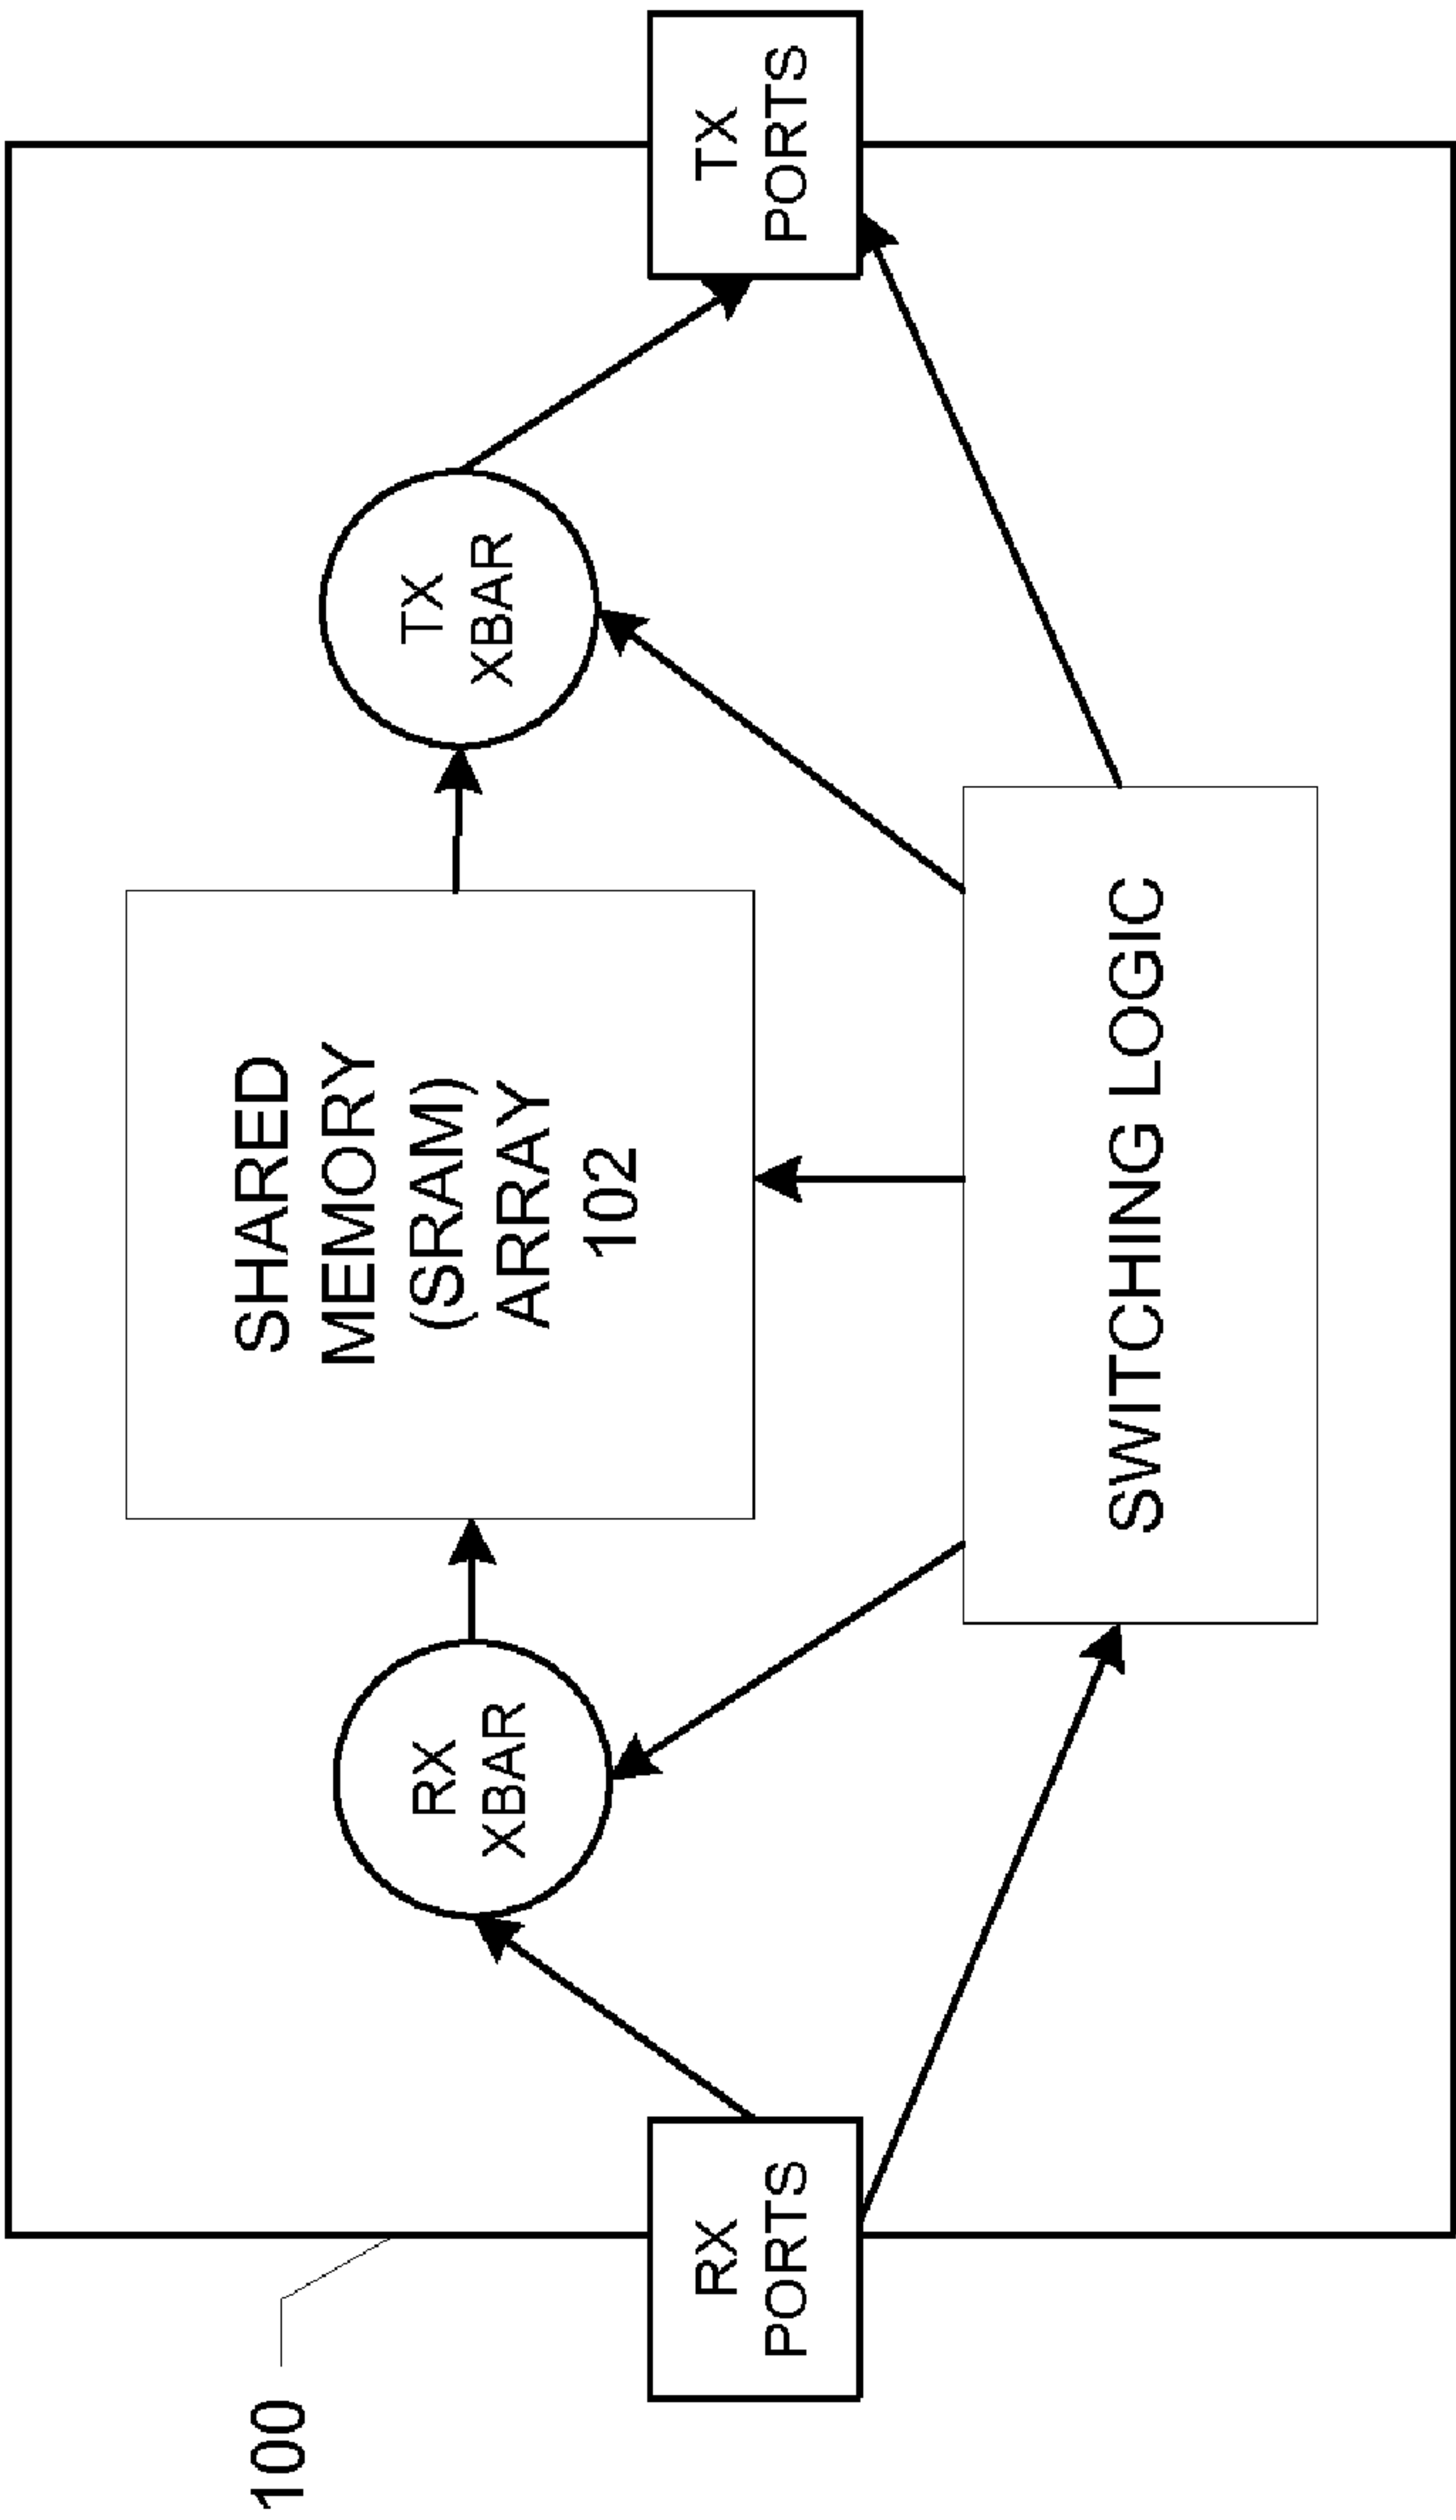 100
RX
PORTS
RX
XBAR
SHARED
MEMORY
(SRAM)
ARRAY
102
SWITCHING LOGIC
TX
XBAR
TX
PORTS